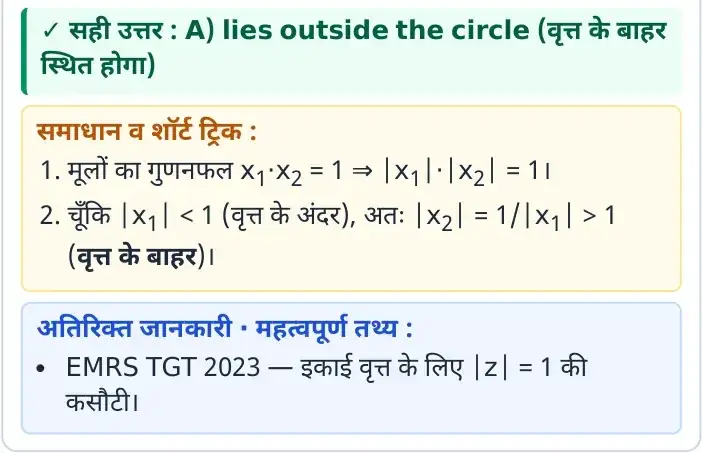 ✓ सही उत्तर : A) lies outside the circle (वृत्त के बाहर
स्थित होगा)
समाधान व शॉर्ट ट्रिक :
1. मूलों का गुणनफल x₁·x₂ = 1 ⇒ |x₁|·|x₂| = 1।
2. चूँकि |x₁| < 1 (वृत्त के अंदर), अतः |x₂| = 1/|x₁| > 1
(वृत्त के बाहर)।
अतिरिक्त जानकारी · महत्वपूर्ण तथ्य :
• EMRS TGT 2023 — इकाई वृत्त के लिए |z| = 1 की
कसौटी।